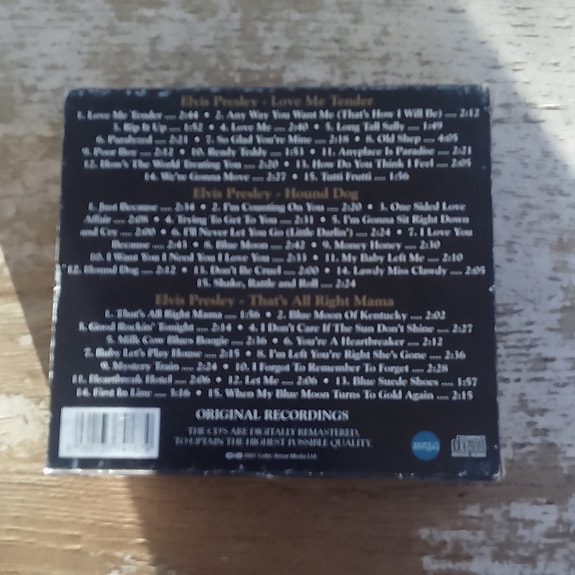 Elvis Presley - Love Me Tender
1. Love Me Tender .... 2:44 • 2. Any Way You Want Me (That's How I Will Be) .... 2:12
3. Rip It Up .... 1:52 • 4. Love Me .... 2:40 • 5. Long Tall Sally .... 1:49
6. Paralyzed .... 2:21 • 7. So Glad You're Mine .... 2:18 • 8. Old Shep .... 4:05
9. Poor Boy .... 2:12 • 10. Ready Teddy .... 1:53 • 11. Anyplace Is Paradise .... 2:21
12. How's The World Treating You .... 2:20 • 13. How Do You Think I Feel .... 2:05
14. We're Gonna Move .... 2:27 • 15. Tutti Frutti .... 1:56
Elvis Presley - Hound Dog
1. Just Because .... 2:34 • 2. I'm Counting On You .... 2:20 • 3. One Sided Love
Affair .... 2:08 • 4. Trying To Get To You .... 2:31 • 5. I'm Gonna Sit Right Down
and Cry .... 2:00 • 6. I'll Never Let You Go (Little Darlin') .... 2:24 • 7. I Love You
Because .... 2:43 • 8. Blue Moon .... 2:42 • 9. Money Honey .... 2:30
10. I Want You I Need You I Love You .... 2:33 • 11. My Baby Left Me .... 2:10
12. Hound Dog .... 2:12 • 13. Don't Be Cruel .... 2:00 • 14. Lawdy Miss Clawdy .... 2:05
15. Shake, Rattle and Roll .... 2:24
Elvis Presley - That's All Right Mama
1. That's All Right Mama .... 1:56 • 2. Blue Moon Of Kentucky .... 2:02
3. Good Rockin' Tonight .... 2:14 • 4. I Don't Care If The Sun Don't Shine .... 2:27
5. Milk Cow Blues Boogie .... 2:36 • 6. You're A Heartbreaker .... 2:12
7. Baby Let's Play House .... 2:15 • 8. I'm Left You're Right She's Gone .... 2:36
9. Mystery Train .... 2:24 • 10. I Forgot To Remember To Forget .... 2:28
11. Heartbreak Hotel .... 2:06 • 12. Let Me .... 2:06 • 13. Blue Suede Shoes .... 1:57
14. First In Line .... 3:16 • 15. When My Blue Moon Turns To Gold Again .... 2:15
ORIGINAL RECORDINGS
THE CD'S ARE DIGITALLY REMASTERED,
TO UPTAIN THE HIGHEST POSSIBLE QUALITY.